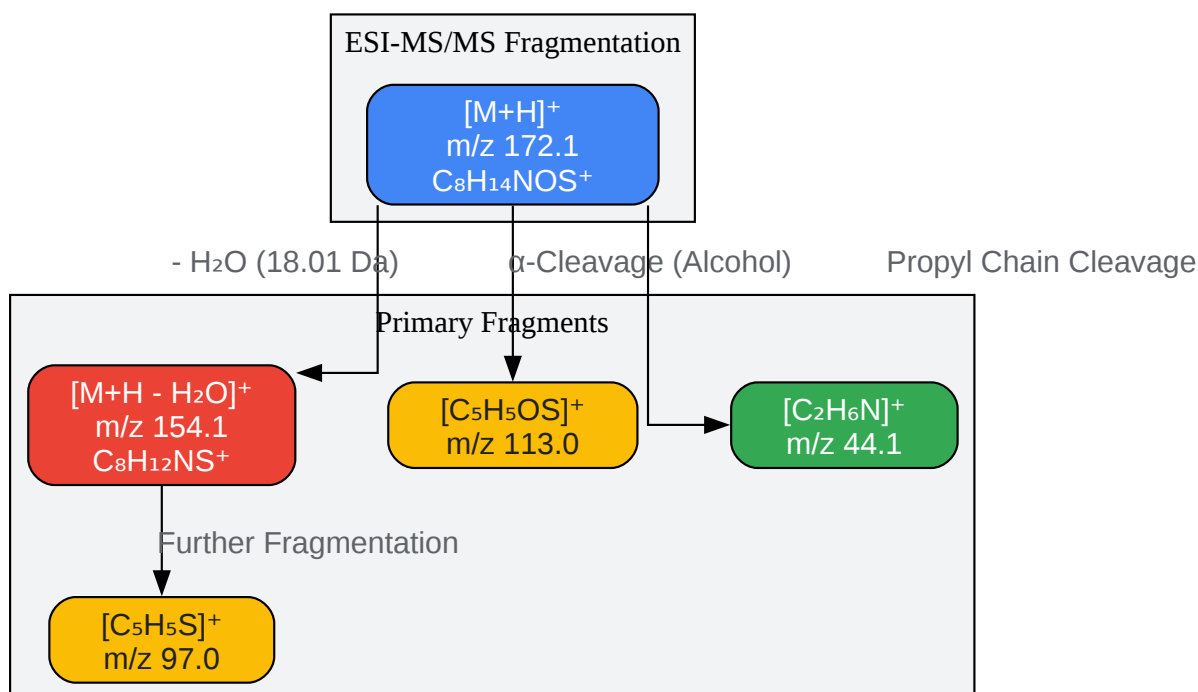 ESI-MS/MS Fragmentation
[M+H]⁺
m/z 172.1
C₈H₁₄NOS⁺
- H₂O (18.01 Da)
α-Cleavage (Alcohol)
Propyl Chain Cleavage
Primary Fragments
[M+H - H₂O]⁺
m/z 154.1
C₈H₁₂NS⁺
[C₅H₅OS]⁺
m/z 113.0
[C₂H₆N]⁺
m/z 44.1
Further Fragmentation
[C₅H₅S]⁺
m/z 97.0